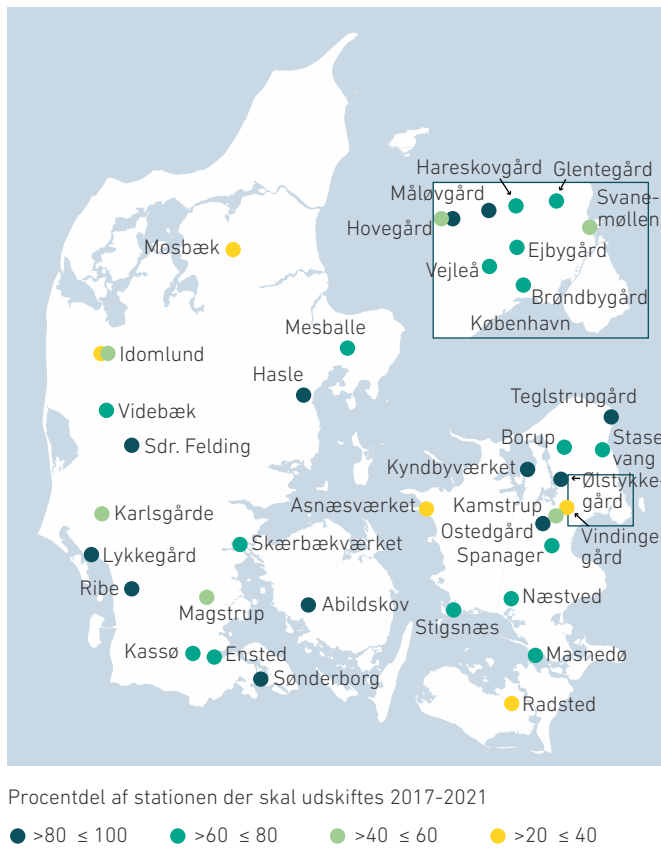 Hareskovgård
Glentegård
Måløvgård
Svane-
møllen
Hovegård
Mosbæk
Ejbygård
Vejleå
Brøndbygård
Mesballe
København
Idomlund
Hasle
Teglstrupgård
Videbæk
Borup
Stase
vang
Sdr. Felding
Kyndbyværket
Ølstykke-
gård
Asnæsværket
Kamstrup
Karlsgårde
Ostedgård
Vindinge
gård
Skærbækværket
Spanager
Lykkegård
Ribe
Magstrup
Abildskov
Næstved
Stigsnæs
Kassø
Ensted
Masnedø
Sønderborg
Radsted
Procentdel af stationen der skal udskiftes 2017-2021
>80 ≤ 100 >60 ≤ 80 >40 ≤ 60 >20 ≤ 40